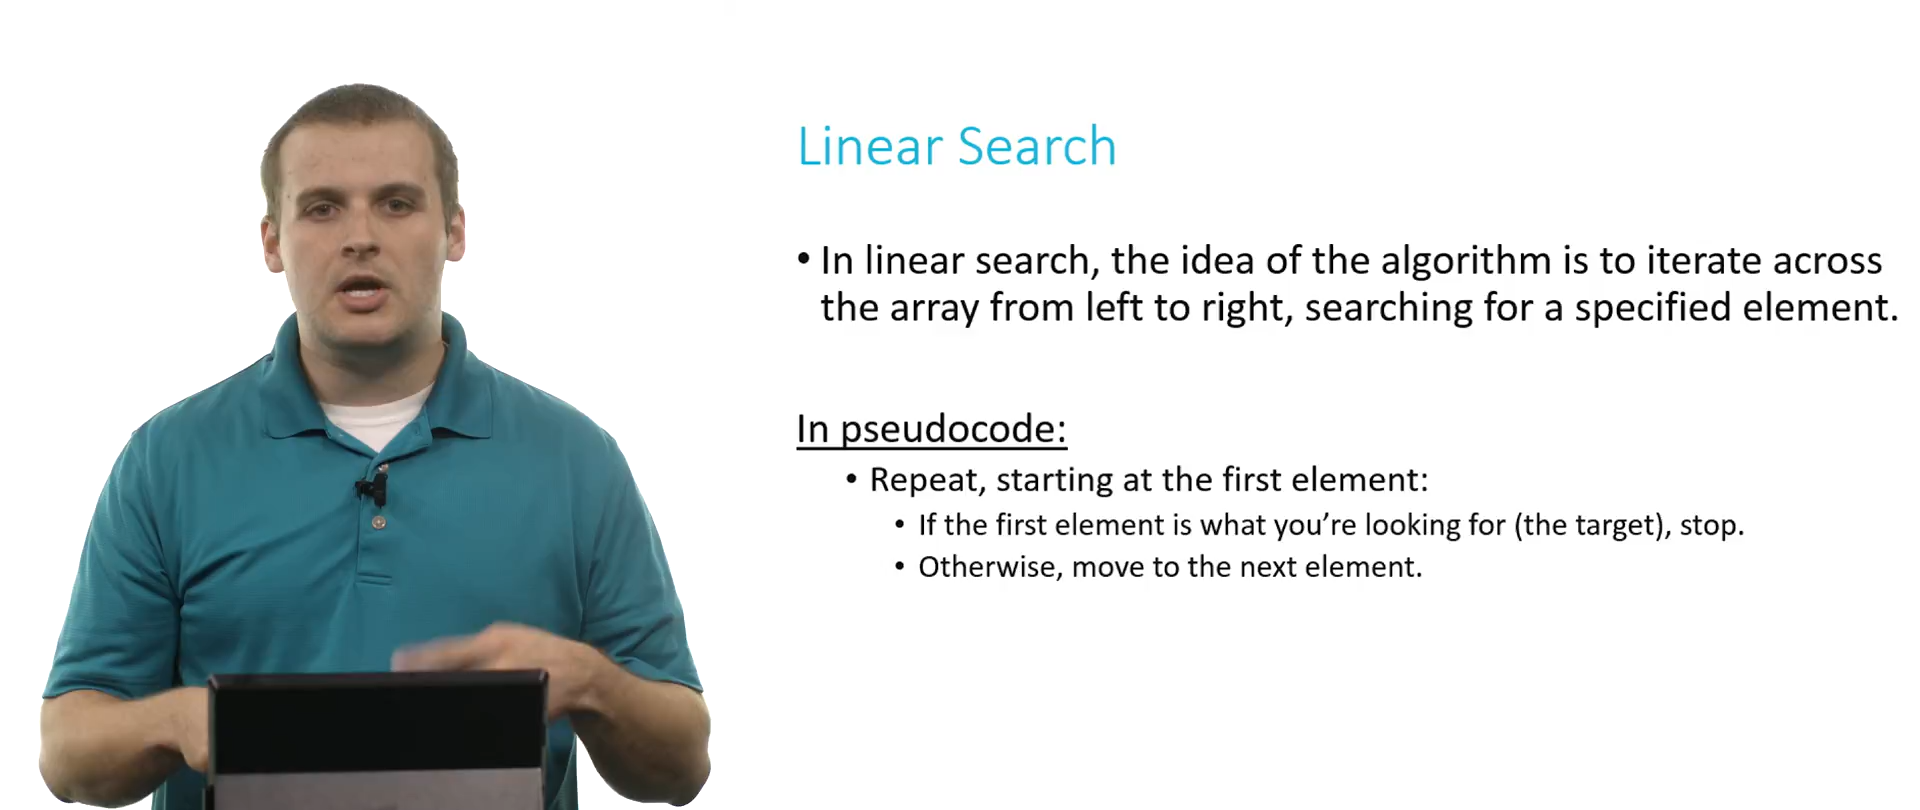 Linear Search
• In linear search, the idea of the algorithm is to iterate across
the array from left to right, searching for a specified element.
In pseudocode:
• Repeat, starting at the first element:
• If the first element is what you’re looking for (the target), stop.
• Otherwise, move to the next element.